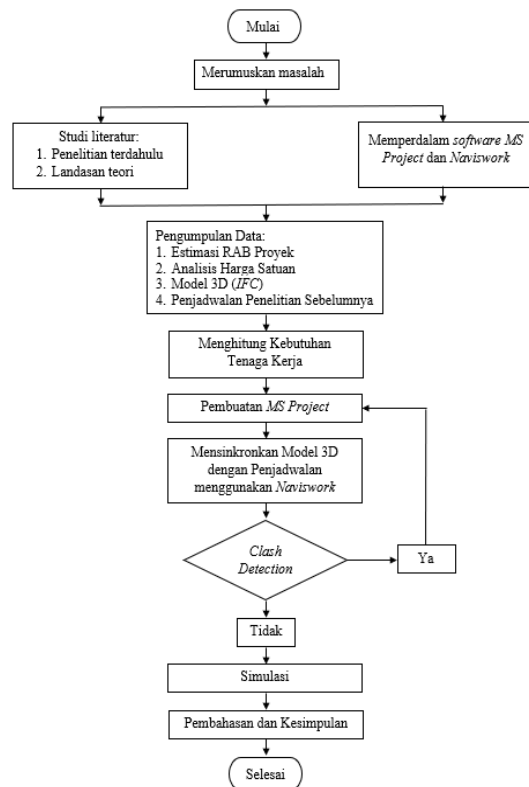 Mulai
Merumuskan masalah
Studi literatur:
1. Penelitian terdahulu
2. Landasan teori
Memperdalam software MS
Project dan Naviswork
Pengumpulan Data:
1. Estimasi RAB Proyek
2. Analisis Harga Satuan
3. Model 3D (IFC)
4. Penjadwalan Penelitian Sebelumnya
Menghitung Kebutuhan
Tenaga Kerja
Pembuatan MS Project
Mensinkronkan Model 3D
dengan Penjadwalan
menggunakan Naviswork
Clash
Detection
Ya
Tidak
Simulasi
Pembahasan dan Kesimpulan
Selesai